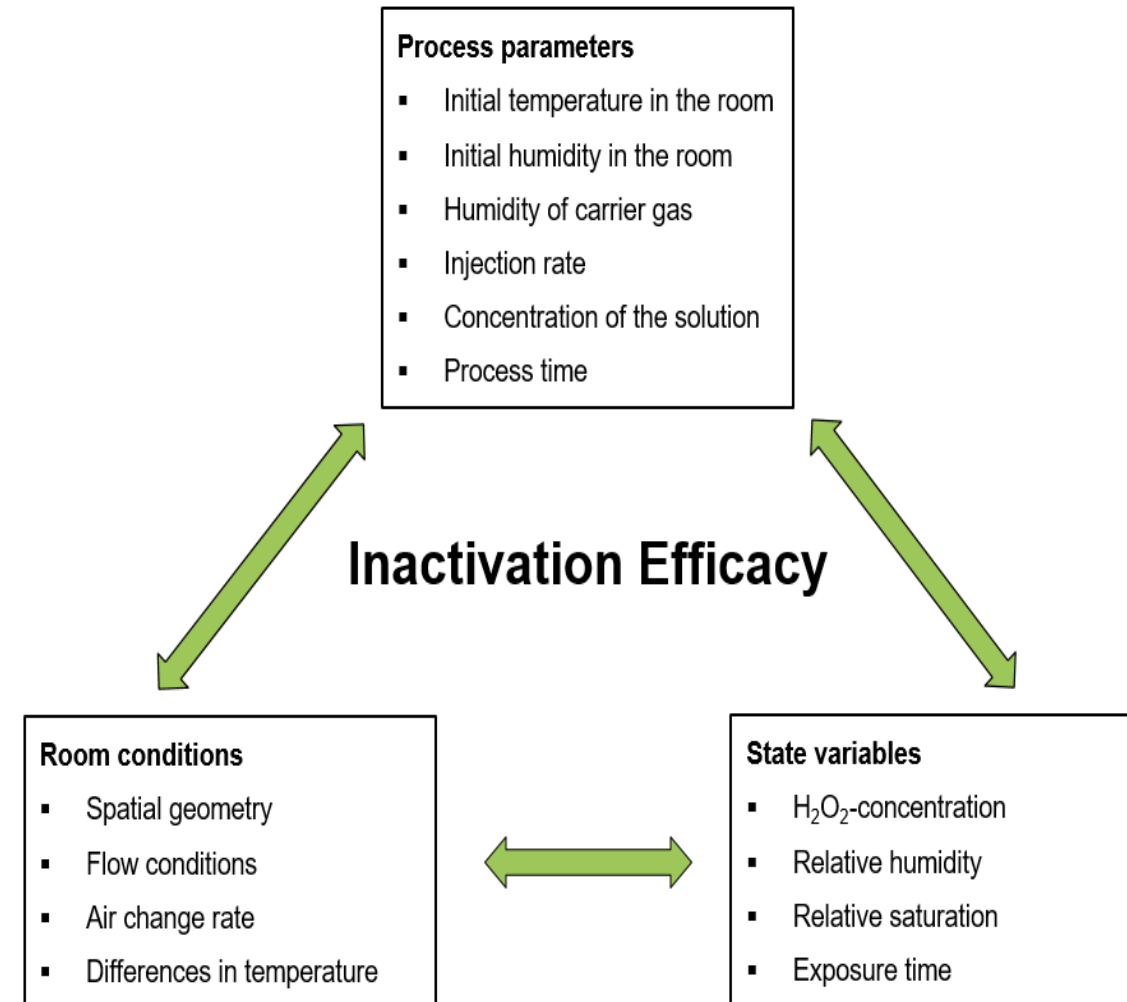 Process parameters
▪ Initial temperature in the room
▪ Initial humidity in the room
▪ Humidity of carrier gas
▪ Injection rate
▪ Concentration of the solution
▪ Process time
Inactivation Efficacy
Room conditions
▪ Spatial geometry
▪ Flow conditions
▪ Air change rate
▪ Differences in temperature
State variables
▪ H₂O₂-concentration
▪ Relative humidity
▪ Relative saturation
▪ Exposure time